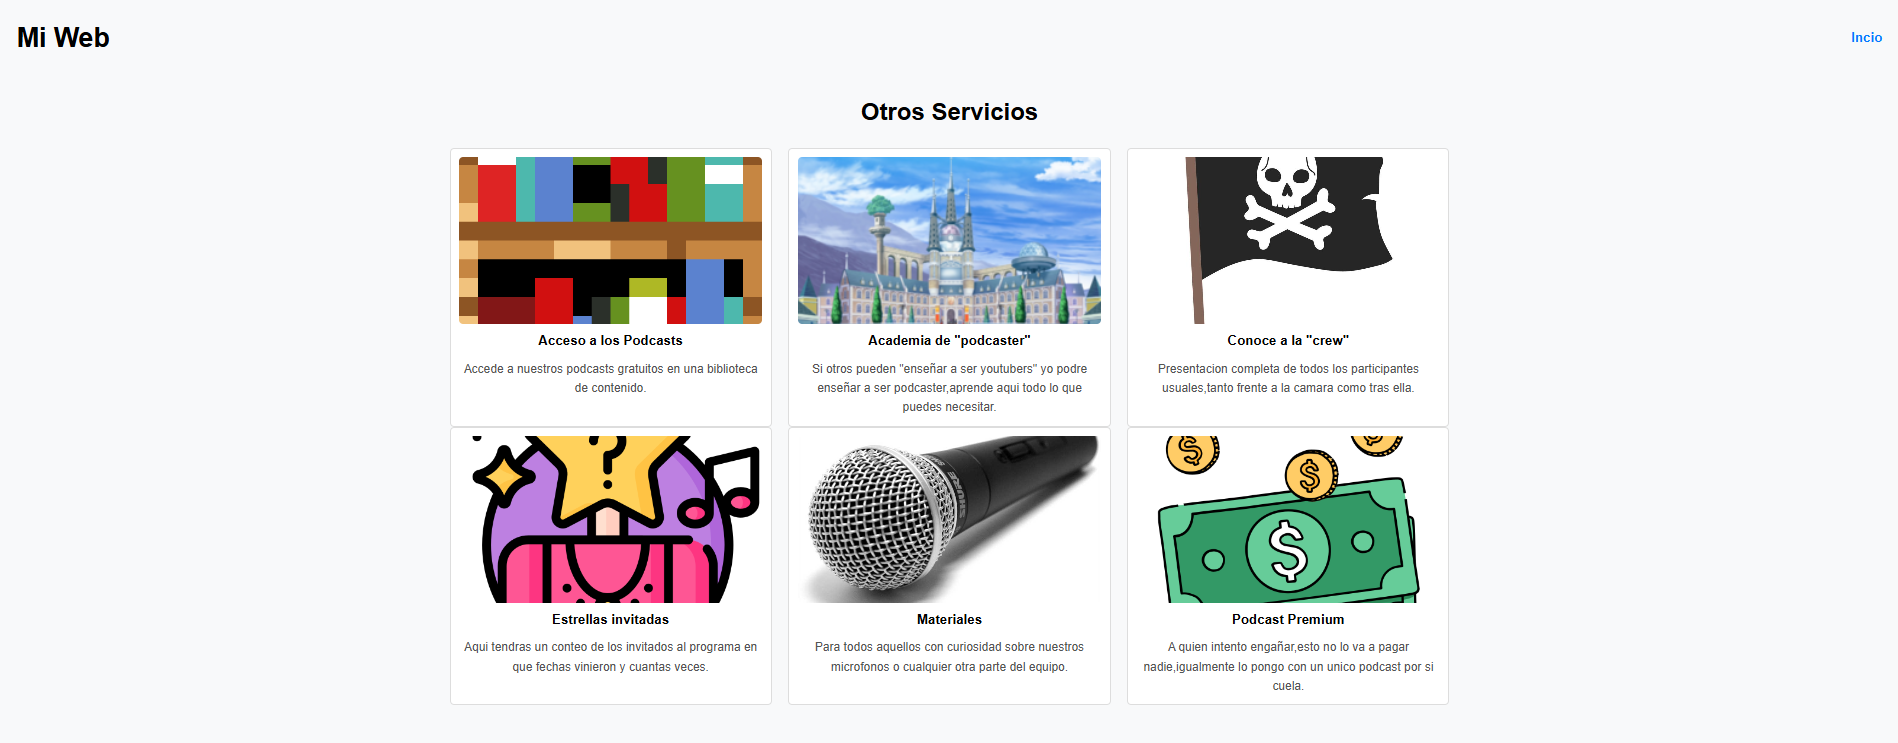 Mi Web
Incio
Otros Servicios
Acceso a los Podcasts
Accede a nuestros podcasts gratuitos en una biblioteca
de contenido.
Academia de "podcaster"
Si otros pueden "enseñar a ser youtubers" yo podre
enseñar a ser podcaster,aprende aqui todo lo que
puedes necesitar.
Conoce a la "crew"
Presentacion completa de todos los participantes
usuales,tanto frente a la camara como tras ella.
?
Estrellas invitadas
Aqui tendras un conteo de los invitados al programa en
que fechas vinieron y cuantas veces.
SHURE
Materiales
Para todos aquellos con curiosidad sobre nuestros
microfonos o cualquier otra parte del equipo.
$ $ $
$
Podcast Premium
A quien intento engañar,esto no lo va a pagar
nadie,igualmente lo pongo con un unico podcast por si
cuela.